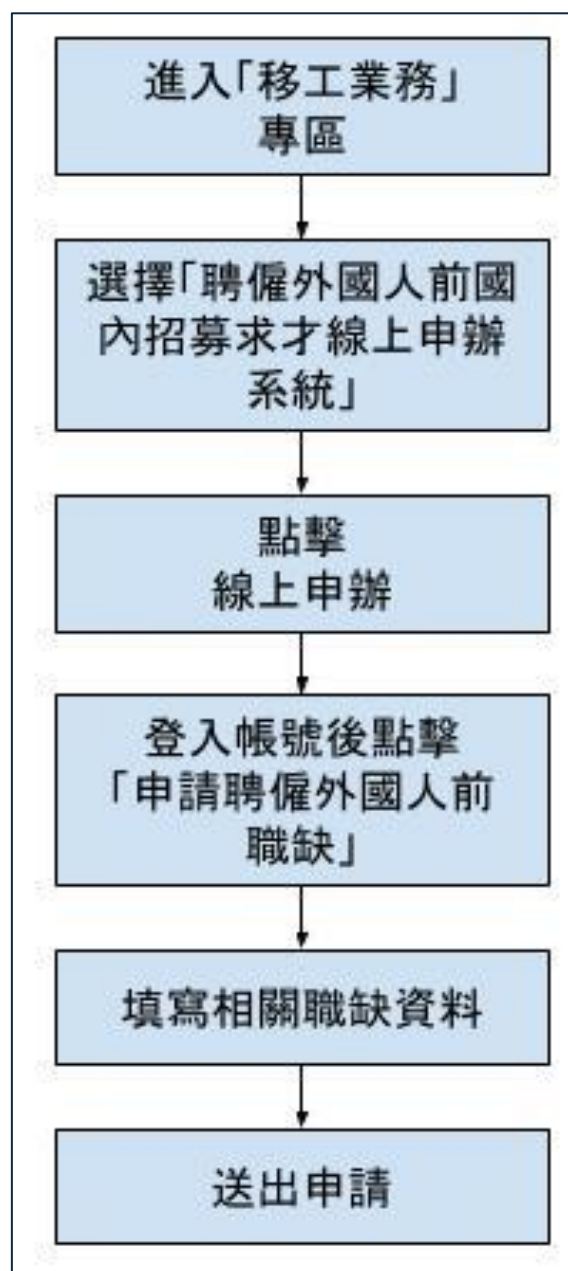 進入「移工業務」
專區
選擇「聘僱外國人前國
內招募求才線上申辦
系統」
點擊
線上申辦
登入帳號後點擊
「申請聘僱外國人前
職缺」
填寫相關職缺資料
送出申請